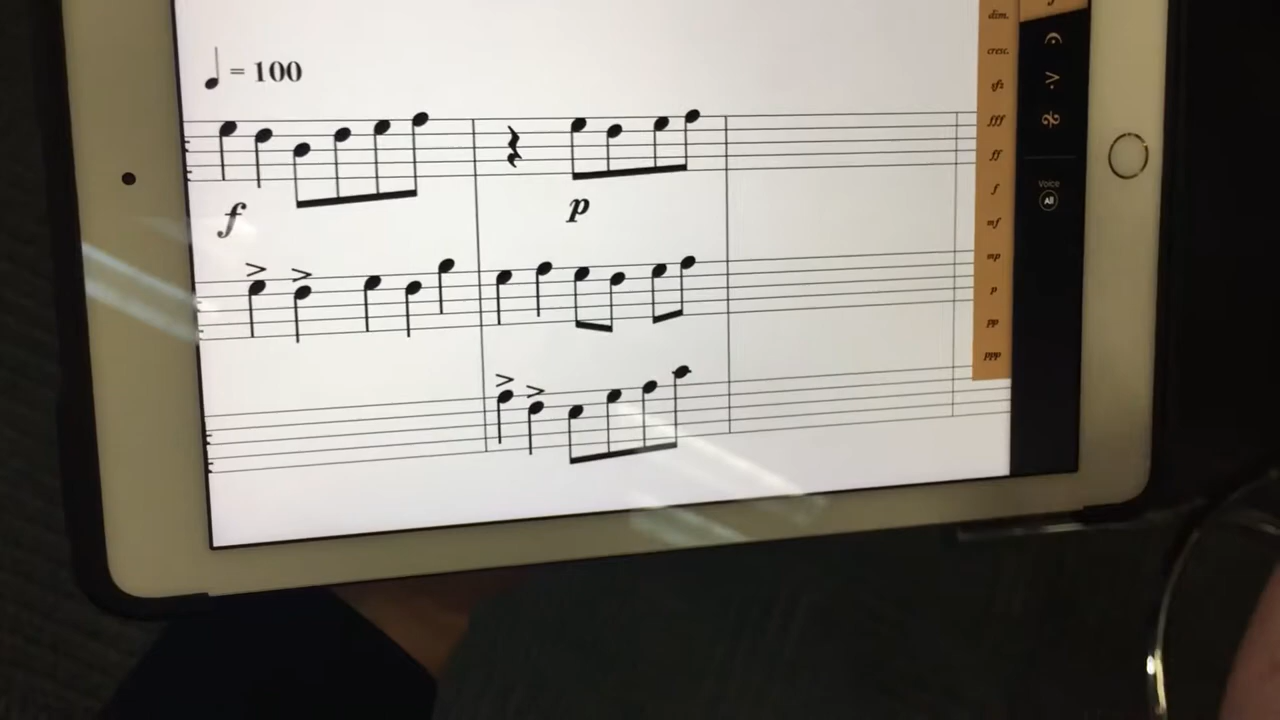 dim.
cresc.
♩ = 100
sfz
fff
ff
f
mf
mp
p
pp
ppp
Voice
All
f
p